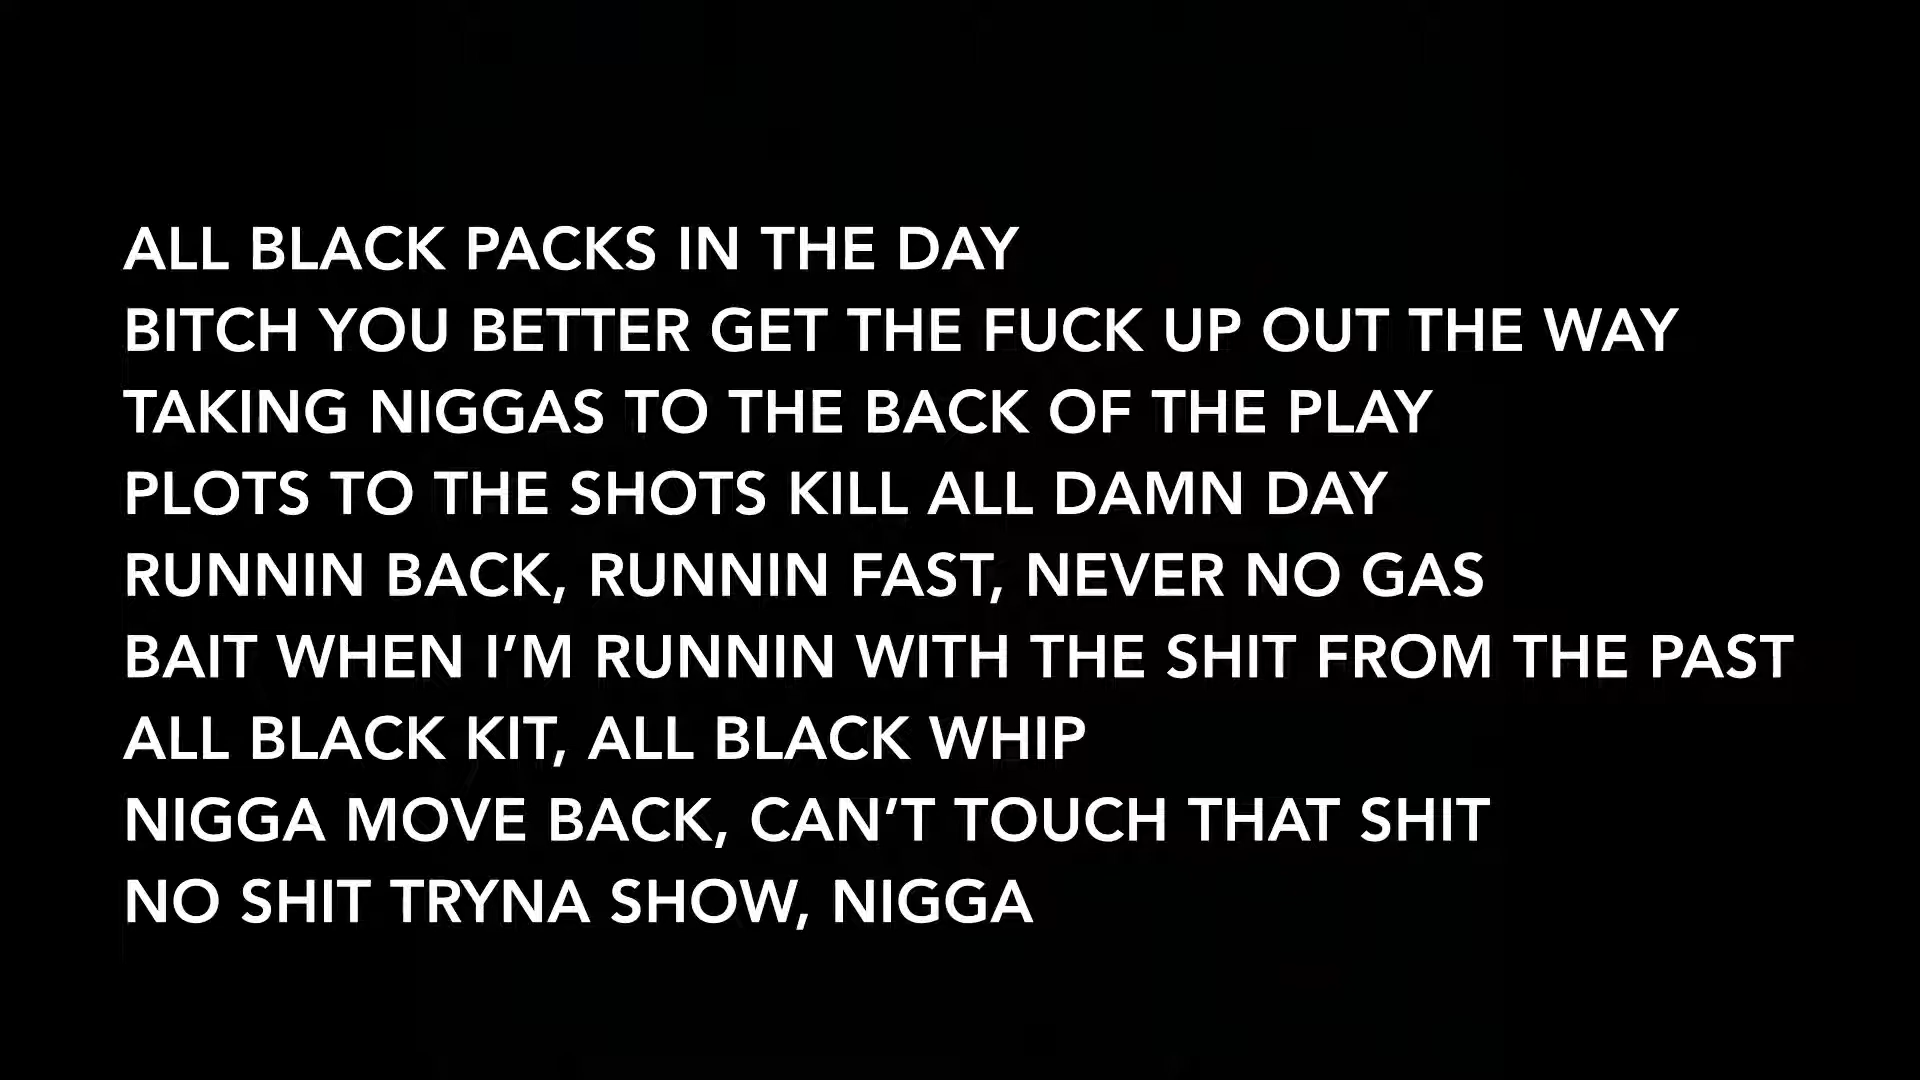 ALL BLACK PACKS IN THE DAY
BITCH YOU BETTER GET THE FUCK UP OUT THE WAY
TAKING NIGGAS TO THE BACK OF THE PLAY
PLOTS TO THE SHOTS KILL ALL DAMN DAY
RUNNIN BACK, RUNNIN FAST, NEVER NO GAS
BAIT WHEN I’M RUNNIN WITH THE SHIT FROM THE PAST
ALL BLACK KIT, ALL BLACK WHIP
NIGGA MOVE BACK, CAN’T TOUCH THAT SHIT
NO SHIT TRYNA SHOW, NIGGA